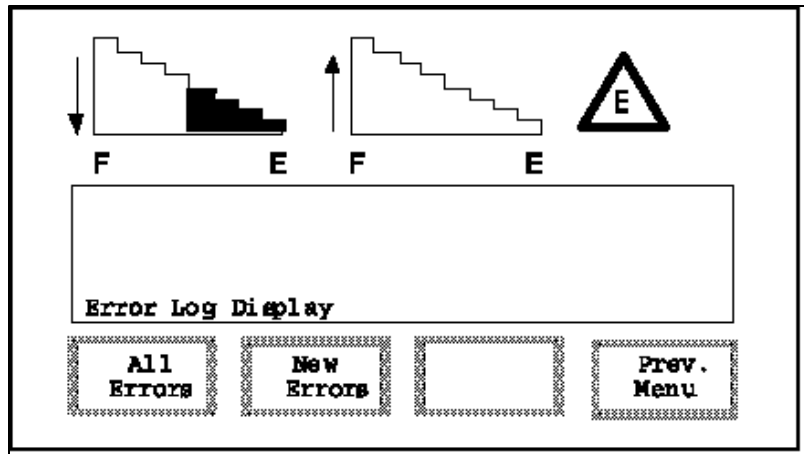 E
F E F E
Error Log Display
All Errors
New Errors
Prev. Menu